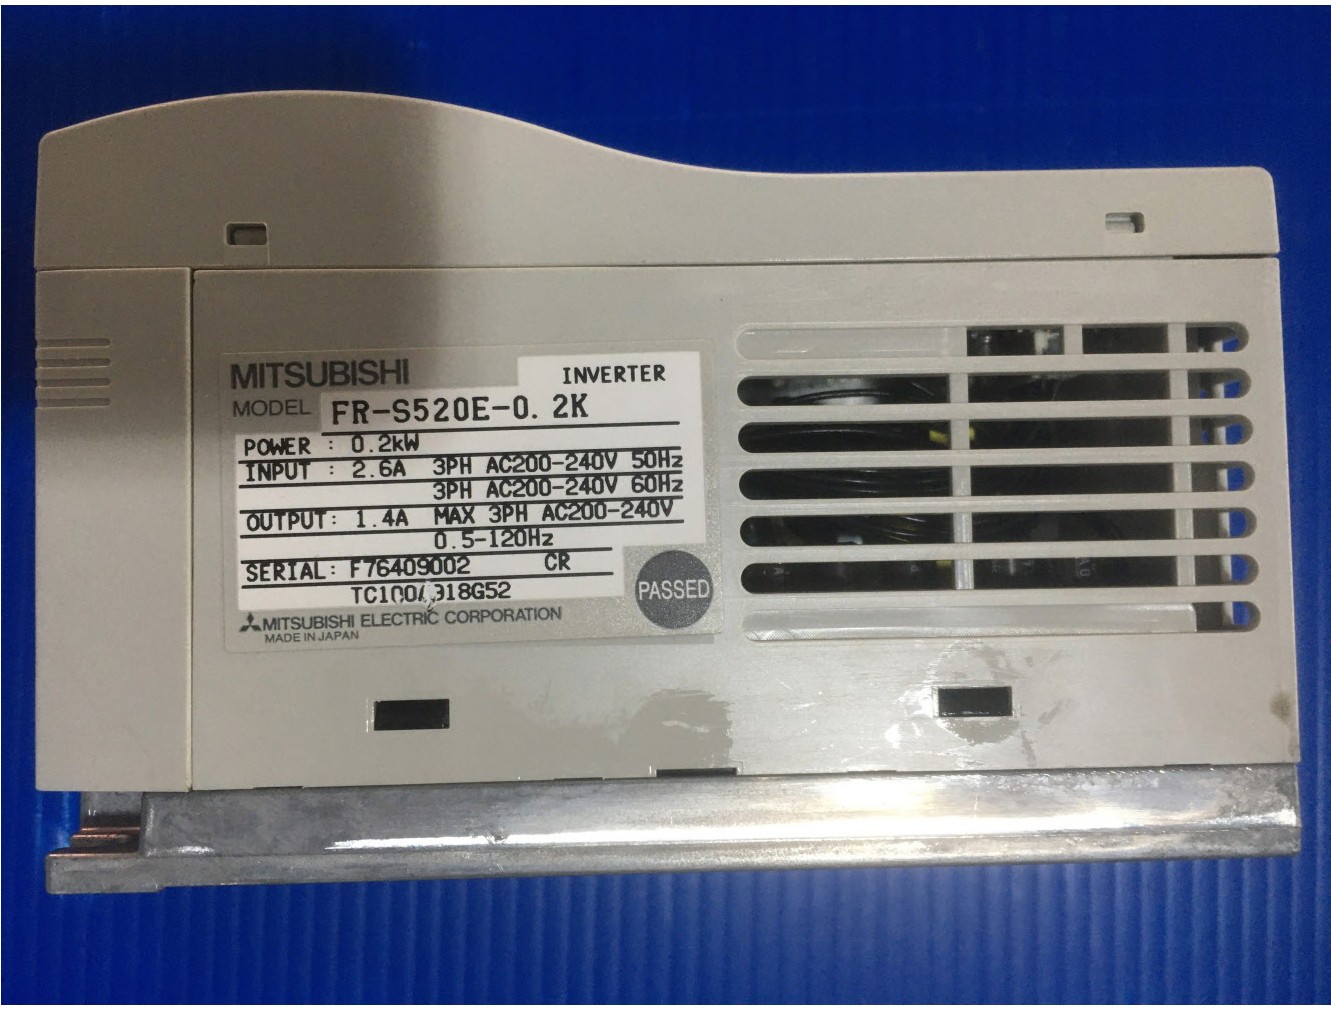 MITSUBISHI
INVERTER
MODEL FR-S520E-0.2K
POWER : 0.2kW
INPUT : 2.6A 3PH AC200-240V 50Hz
3PH AC200-240V 60Hz
OUTPUT: 1.4A MAX 3PH AC200-240V
0.5-120Hz
SERIAL: F76409002 CR
PASSED
MITSUBISHI ELECTRIC CORPORATION
MADE IN JAPAN